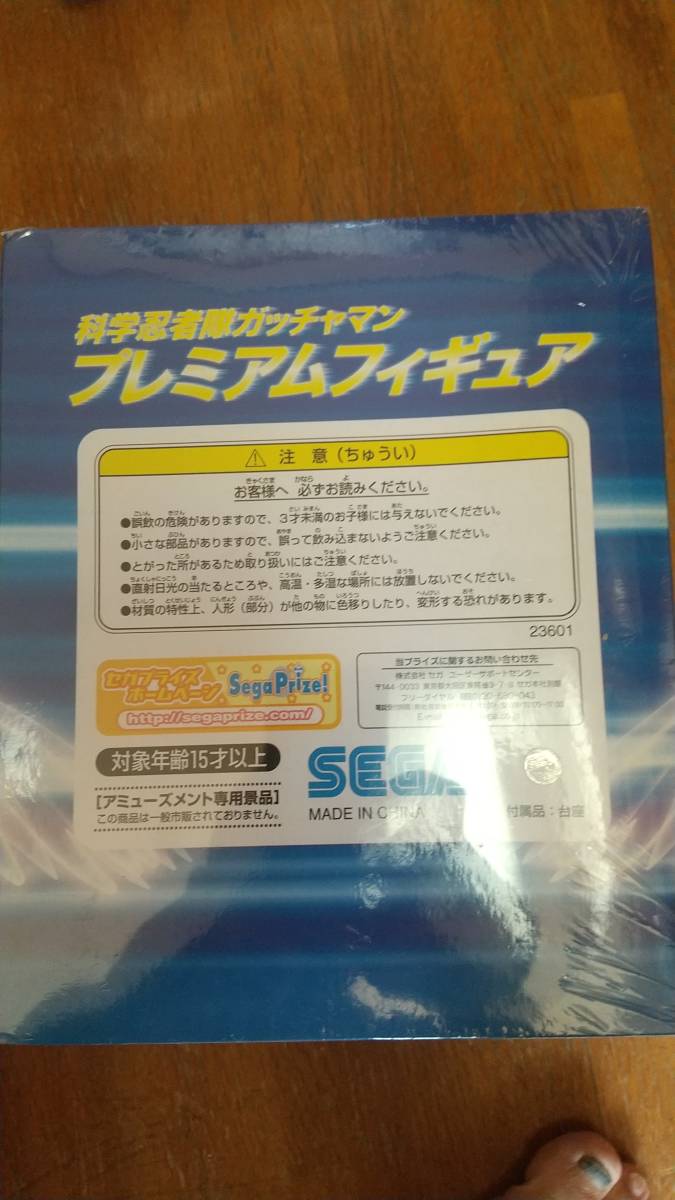 科学忍者隊ガッチャマン
プレミアムフィギュア
注意(ちゅうい)
お客様へ 必ずお読みください。
●誤飲の危険がありますので、3才未満のお子様には与えないでください。
●小さな部品がありますので、誤って飲み込まないようご注意ください。
●とがった所があるため取り扱いにはご注意ください。
●直射日光の当たるところや、高温・多湿な場所には放置しないでください。
●材質の特性上、人形(部分)が他の物に色移りしたり、変形する恐れがあります。
23601
セガプライズ
ホームページ
Sega Prize!
http://segaprize.com/
当プライズに関するお問い合わせ先
株式会社 セガ ユーザーサポートセンター
フリーダイヤル
対象年齢15才以上
SEGA
[アミューズメント専用景品]
この商品は一般市販されておりません。
MADE IN CHINA
付属品:台座